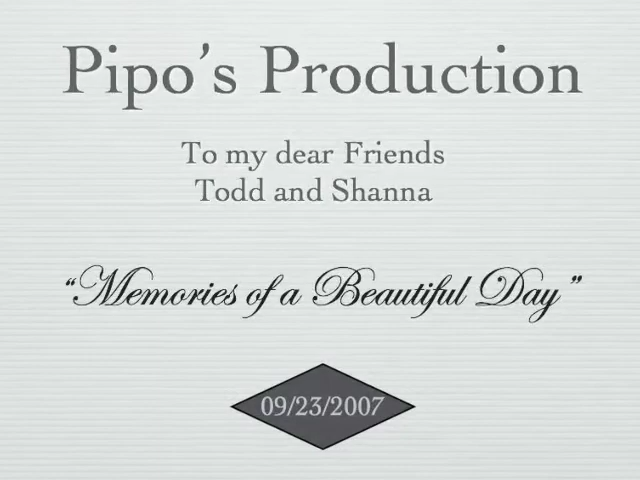 Pipo’s Production
To my dear Friends
Todd and Shanna
“Memories of a Beautiful Day”
09/23/2007